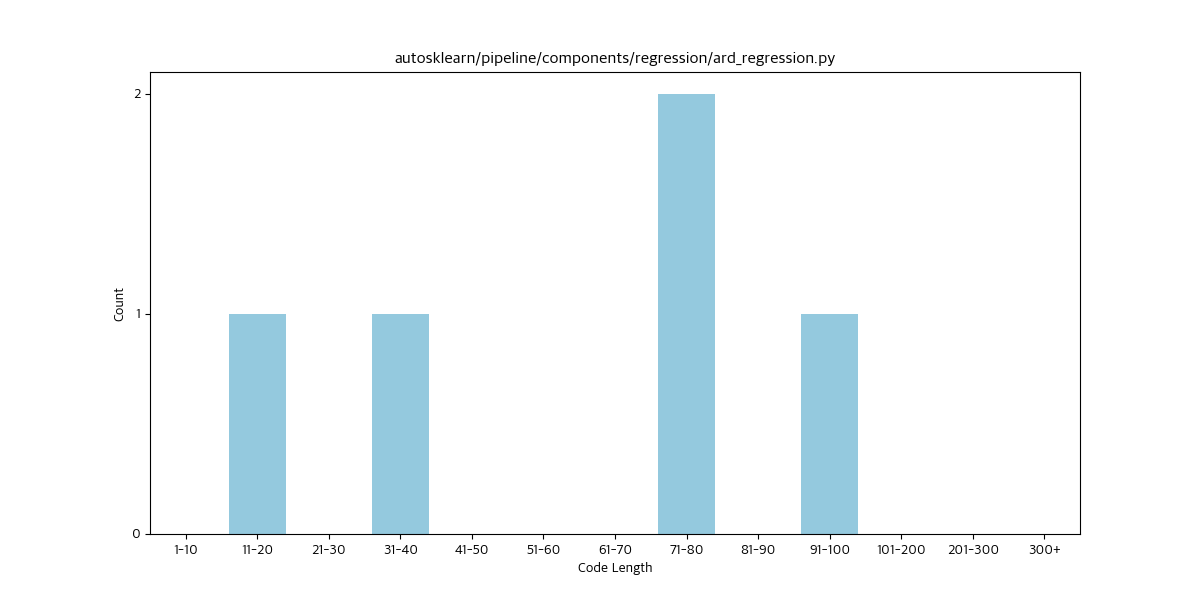 autosklearn/pipeline/components/regression/ard_regression.py
2
1
0
Count
1-10 11-20 21-30 31-40 41-50 51-60 61-70 71-80 81-90 91-100 101-200 201-300 300+
Code Length